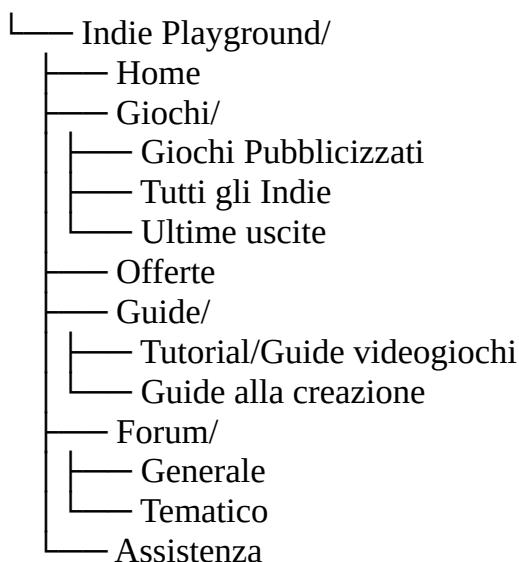 Indie Playground/
Home
Giochi/
Giochi Pubblicizzati
Tutti gli Indie
Ultime uscite
Offerte
Guide/
Tutorial/Guide videogiochi
Guide alla creazione
Forum/
Generale
Tematico
Assistenza